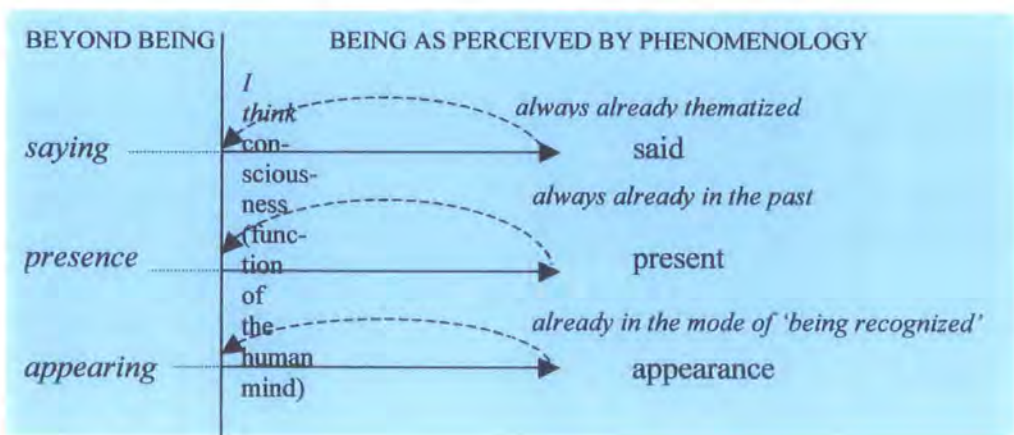 BEYOND BEING
BEING AS PERCEIVED BY PHENOMENOLOGY
I
think
con-
scious-
ness
(func-
tion
of
the
human
mind)
saying
always already thematized
said
presence
always already in the past
present
appearing
already in the mode of ‘being recognized’
appearance